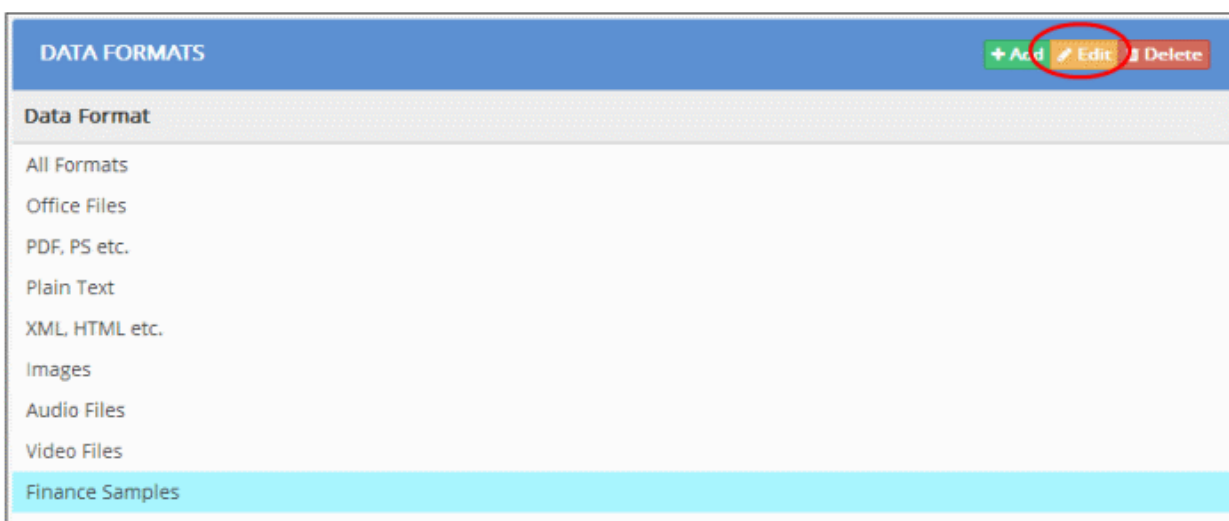 DATA FORMATS + Add Edit Delete
Data Format
All Formats
Office Files
PDF, PS etc.
Plain Text
XML, HTML etc.
Images
Audio Files
Video Files
Finance Samples